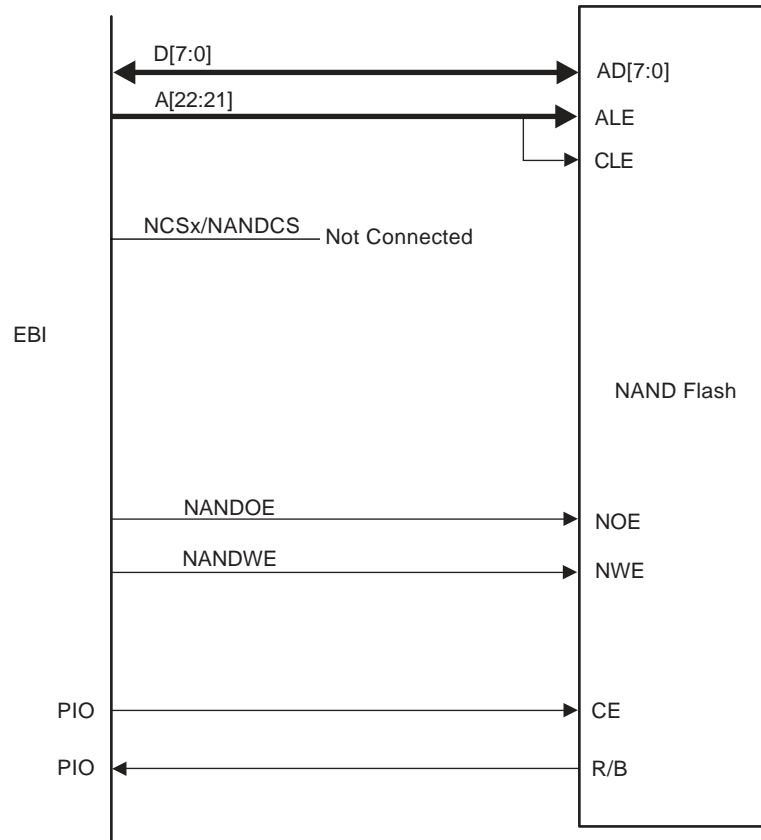 D[7:0]
AD[7:0]
A[22:21]
ALE
CLE
NCSx/NANDCS
Not Connected
EBI
NAND Flash
NANDOE
NOE
NANDWE
NWE
PIO
CE
PIO
R/B